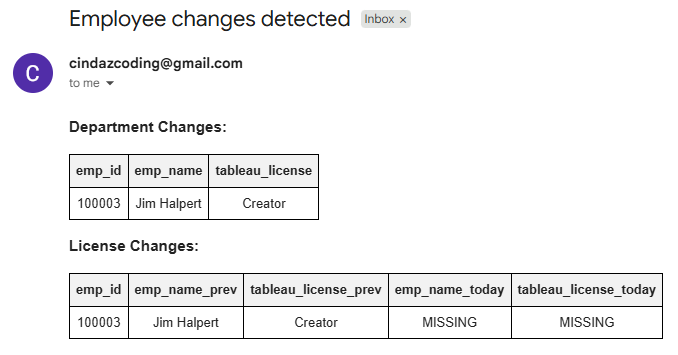 Employee changes detected Inbox ×
C
cindazcoding@gmail.com
to me
Department Changes:
emp_id emp_name tableau_license
100003 Jim Halpert Creator
License Changes:
emp_id emp_name_prev tableau_license_prev emp_name_today tableau_license_today
100003 Jim Halpert Creator MISSING MISSING